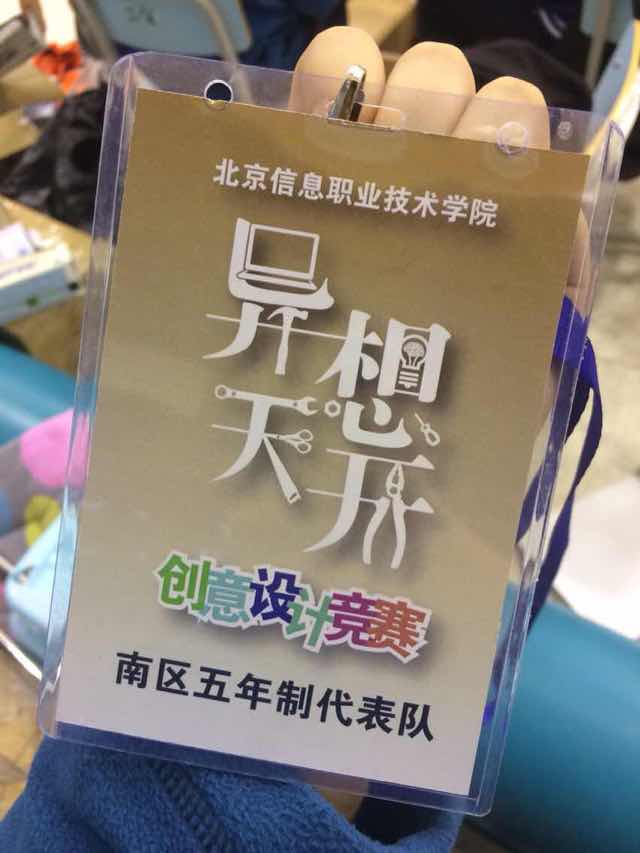 北京信息职业技术学院
异想
天开
创意设计竞赛
南区五年制代表队